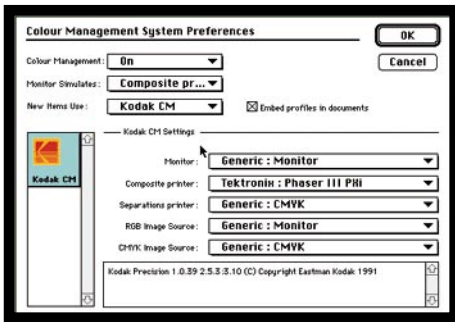 Colour Management System Preferences
OK
Colour Management: On
Cancel
Monitor Simulates: Composite pr...
New Items Use: Kodak CM
Embed profiles in documents
Kodak CM Settings
Kodak CM
Monitor: Generic : Monitor
Composite printer: Tektronix : Phaser III PXi
Separations printer: Generic : CMYK
RGB Image Source: Generic : Monitor
CMYK Image Source: Generic : CMYK
Kodak Precision 1.0.39 2.5.3 :3.10 (C) Copyright Eastman Kodak 1991